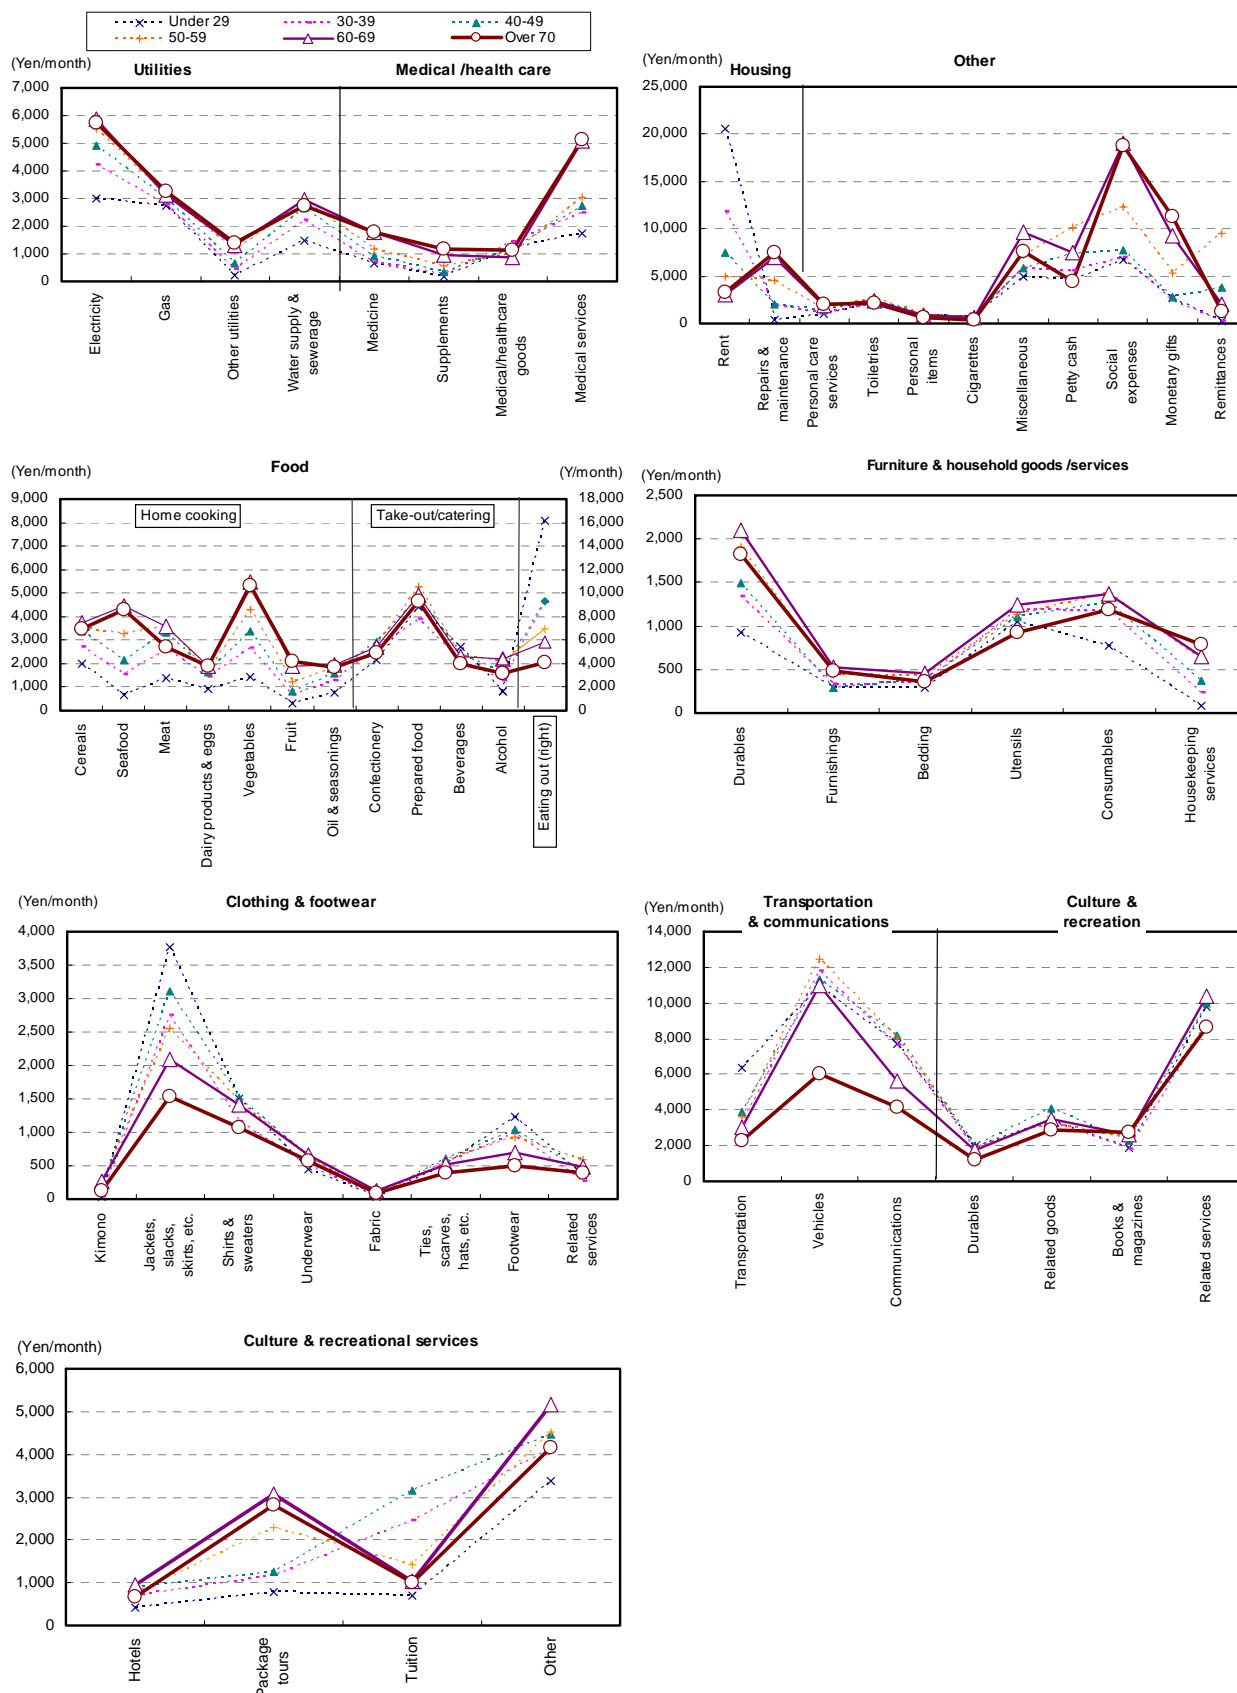 Under 29 30-39 40-49
50-59 60-69 Over 70
(Yen/month)
Utilities Medical /health care
7,000
6,000
5,000
4,000
3,000
2,000
1,000
0
Electricity
Gas
Other utilities
Water supply &
sewerage
Medicine
Supplements
Medical/healthcare
goods
Medical services
(Yen/month)
Housing Other
25,000
20,000
15,000
10,000
5,000
0
Rent
Repairs &
maintenance
Personal care
services
Toiletries
Personal
items
Cigarettes
Miscellaneous
Petty cash
Social
expenses
Monetary gifts
Remittances
(Yen/month)
Food
(Y/month)
9,000
8,000
7,000
6,000
5,000
4,000
3,000
2,000
1,000
0
Home cooking
Take-out/catering
18,000
16,000
14,000
12,000
10,000
8,000
6,000
4,000
2,000
0
Cereals
Seafood
Meat
Dairy products & eggs
Vegetables
Fruit
Oil & seasonings
Confectionery
Prepared food
Beverages
Alcohol
Eating out (right)
(Yen/month)
Furniture & household goods /services
2,500
2,000
1,500
1,000
500
0
Durables
Furnishings
Bedding
Utensils
Consumables
Housekeeping
services
(Yen/month)
Clothing & footwear
4,000
3,500
3,000
2,500
2,000
1,500
1,000
500
0
Kimono
Jackets,
slacks,
skirts, etc.
Shirts &
sweaters
Underwear
Fabric
Ties,
scarves,
hats, etc.
Footwear
Related
services
(Yen/month)
Transportation
& communications
Culture &
recreation
14,000
12,000
10,000
8,000
6,000
4,000
2,000
0
Transportation
Vehicles
Communications
Durables
Related goods
Books &
magazines
Related services
(Yen/month)
Culture & recreational services
6,000
5,000
4,000
3,000
2,000
1,000
0
Hotels
Package
tours
Tuition
Other